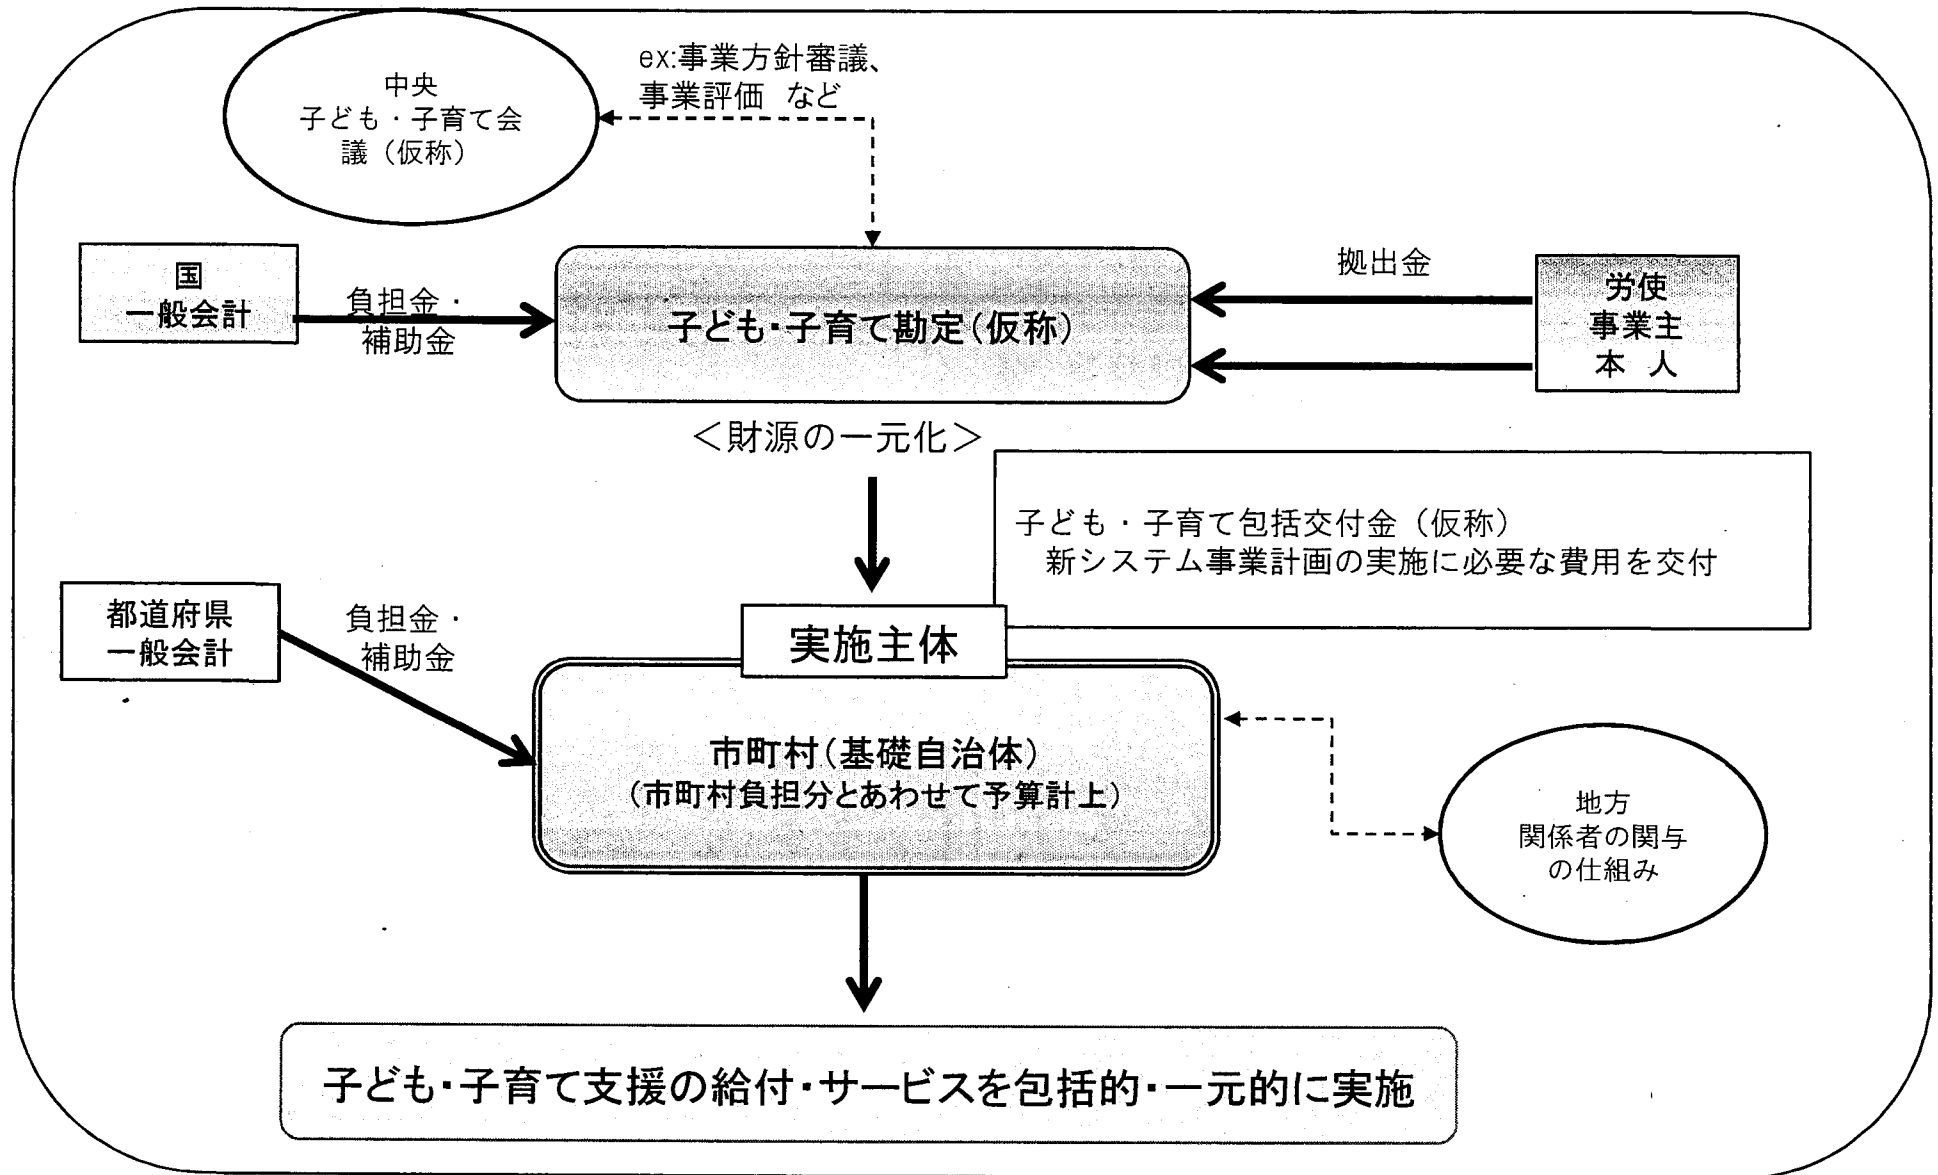 中央
子ども・子育て会
議（仮称）
ex:事業方針審議、
事業評価 など
国
一般会計
負担金・
補助金
子ども・子育て勘定(仮称)
拠出金
労使
事業主
本 人
＜財源の一元化＞
子ども・子育て包括交付金（仮称）
新システム事業計画の実施に必要な費用を交付
都道府県
一般会計
負担金・
補助金
実施主体
市町村(基礎自治体)
(市町村負担分とあわせて予算計上)
地方
関係者の関与
の仕組み
子ども・子育て支援の給付・サービスを包括的・一元的に実施